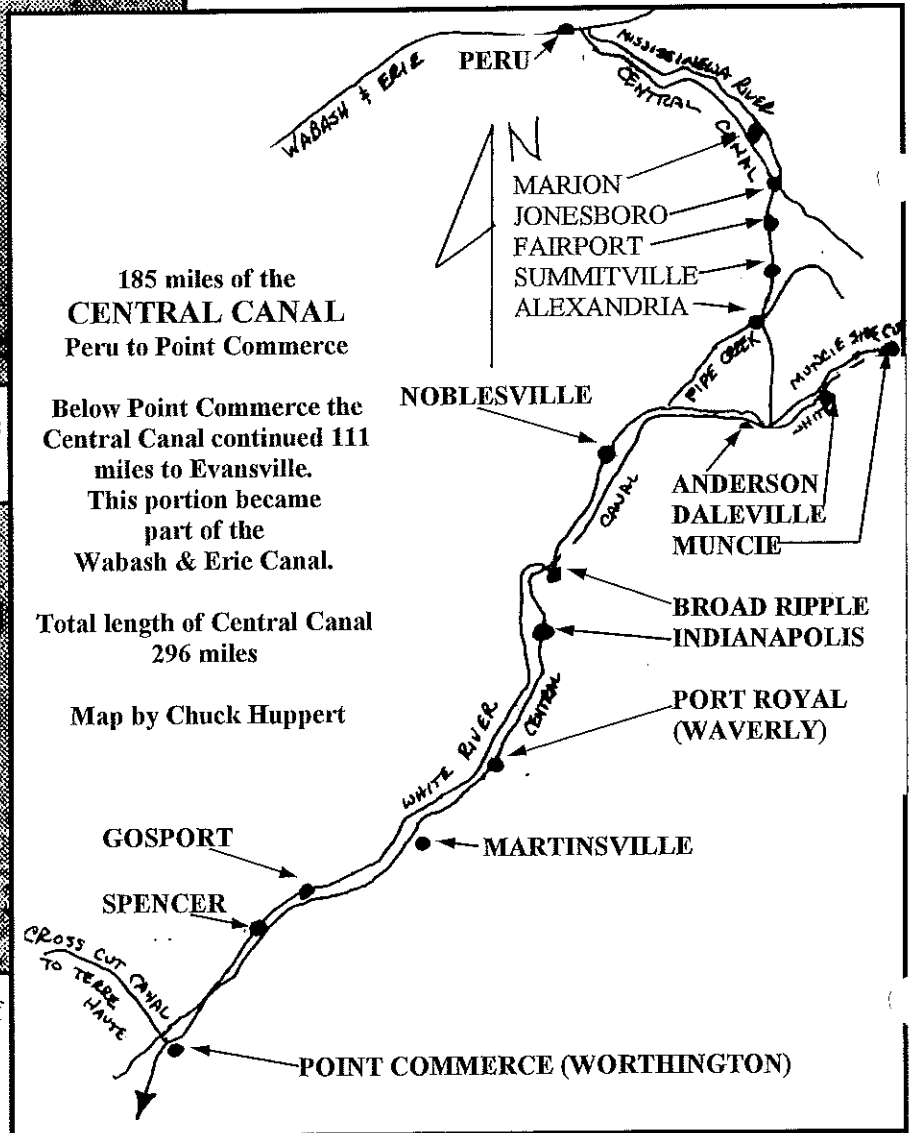 PERU
WABASH & ERIE
MISSISSINEWA RIVER
CENTRAL CANAL
N
MARION
JONESBORO
FAIRPORT
SUMMITVILLE
ALEXANDRIA
185 miles of the
CENTRAL CANAL
Peru to Point Commerce
Below Point Commerce the
Central Canal continued 111
miles to Evansville.
This portion became
part of the
Wabash & Erie Canal.
Total length of Central Canal
296 miles
Map by Chuck Huppert
PIPE CREEK
MUNCIE SIDE CUT
WHITE
NOBLESVILLE
CANAL
ANDERSON
DALEVILLE
MUNCIE
BROAD RIPPLE
INDIANAPOLIS
CENTRAL
PORT ROYAL
(WAVERLY)
WHITE RIVER
MARTINSVILLE
GOSPORT
SPENCER
CROSS CUT CANAL
TO TERRE
HAUTE
POINT COMMERCE (WORTHINGTON)